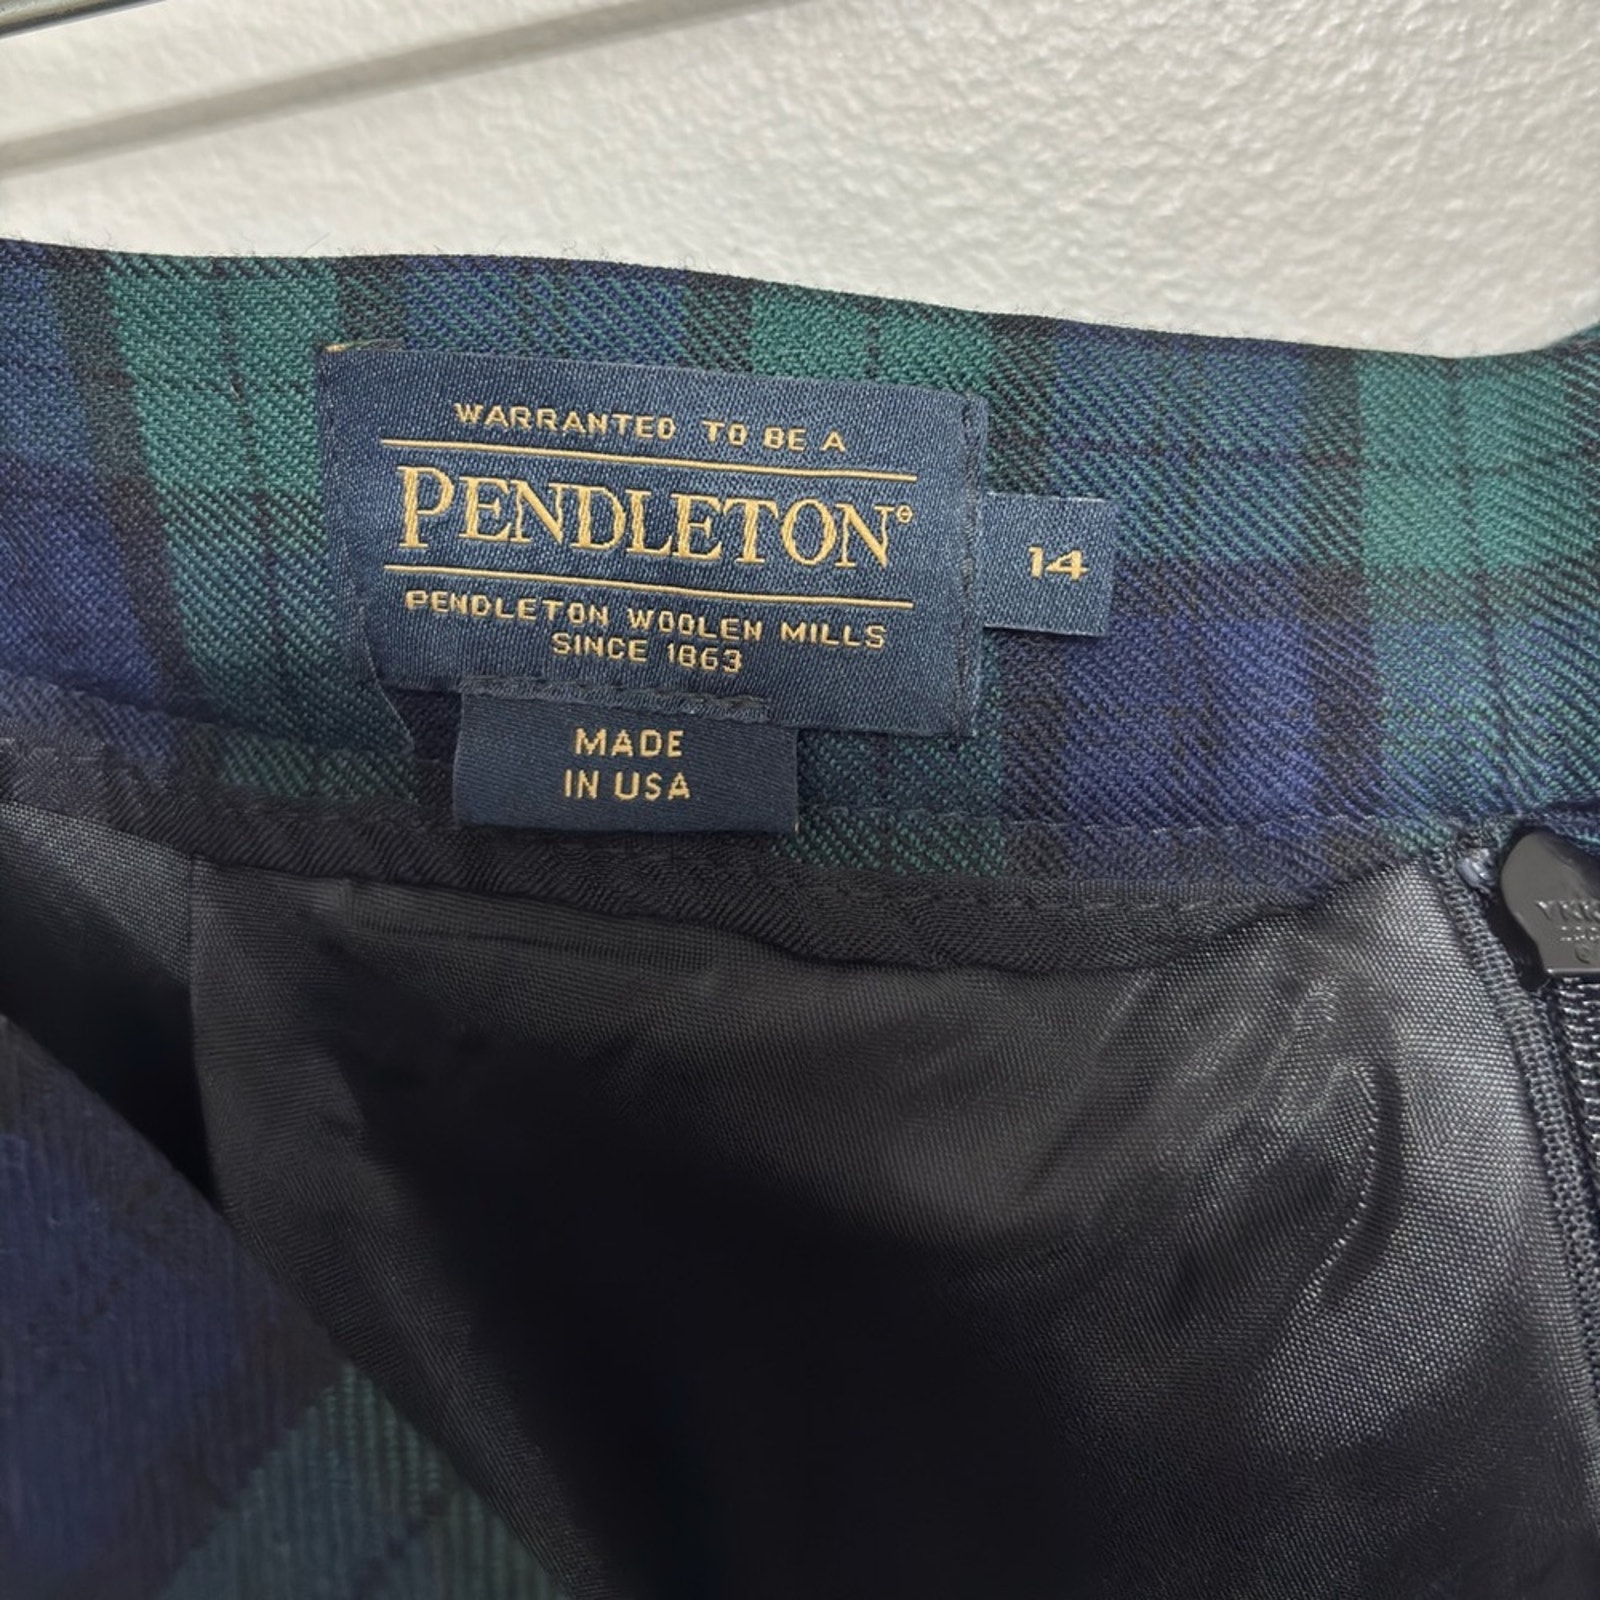 WARRANTED TO BE A
PENDLETON®
PENDLETON WOOLEN MILLS
SINCE 1863
14
MADE
IN USA